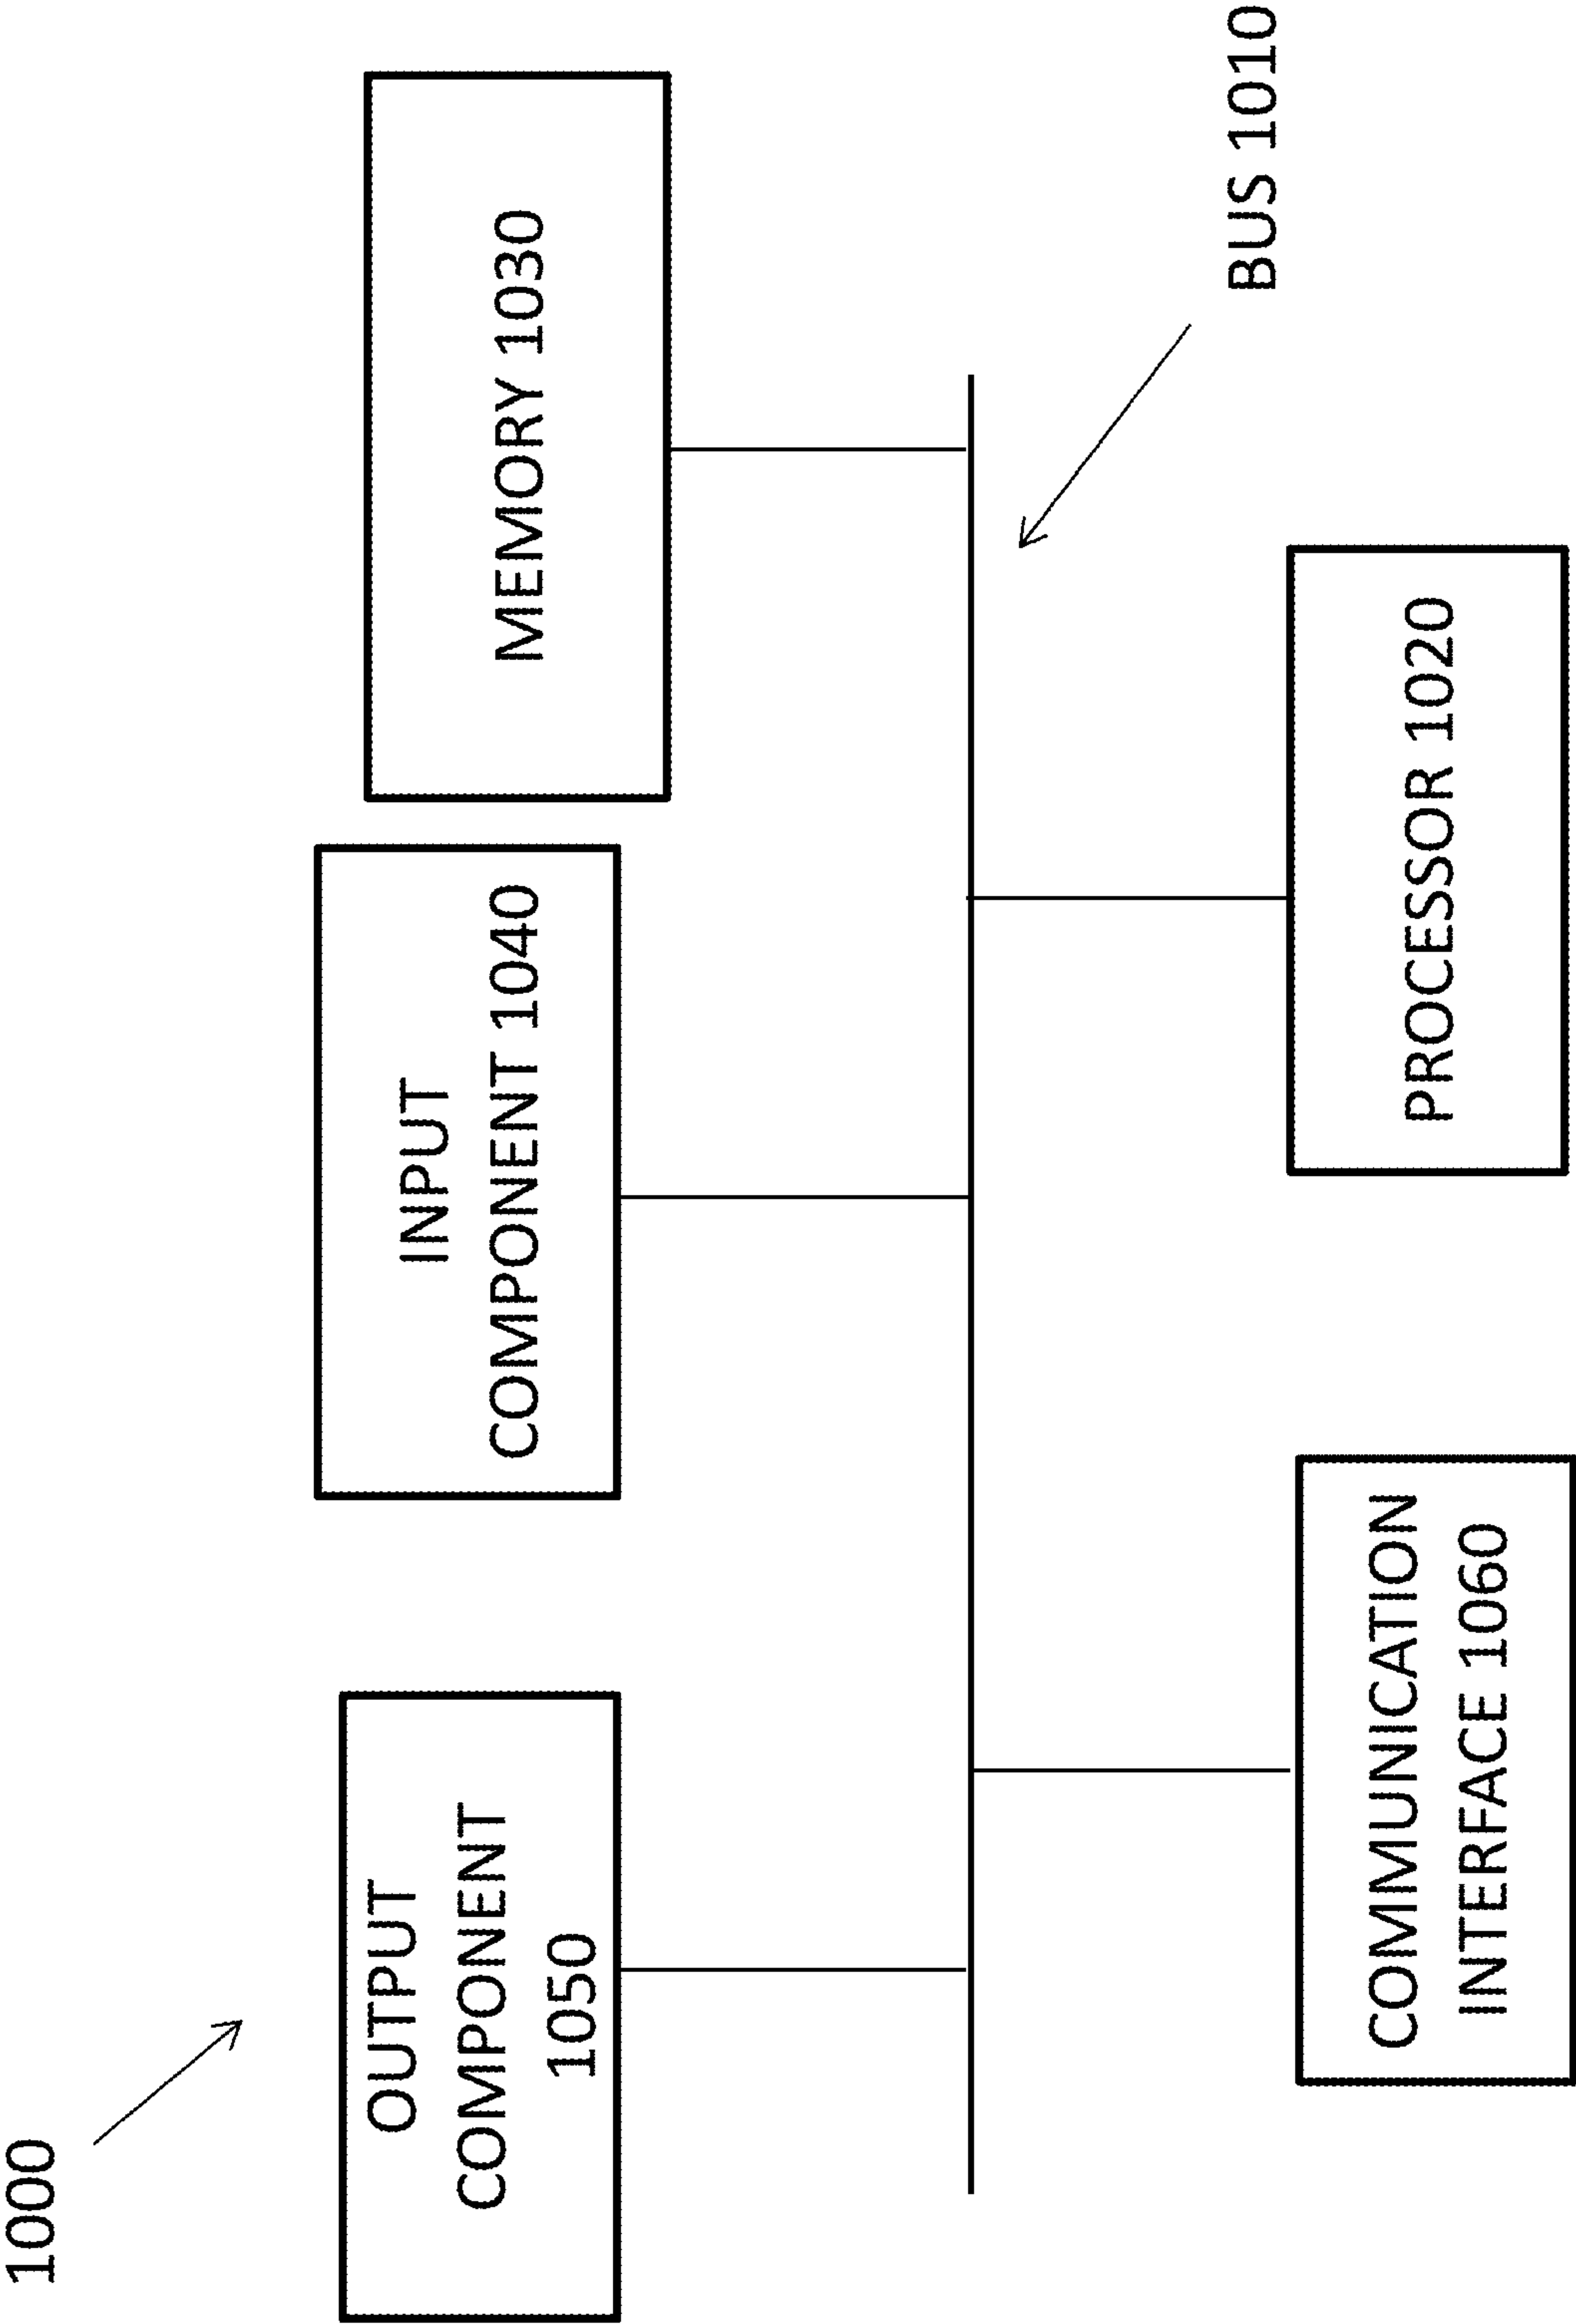 1000
OUTPUT
COMPONENT
1050
INPUT
COMPONENT 1040
MEMORY 1030
BUS 1010
COMMUNICATION
INTERFACE 1060
PROCESSOR 1020